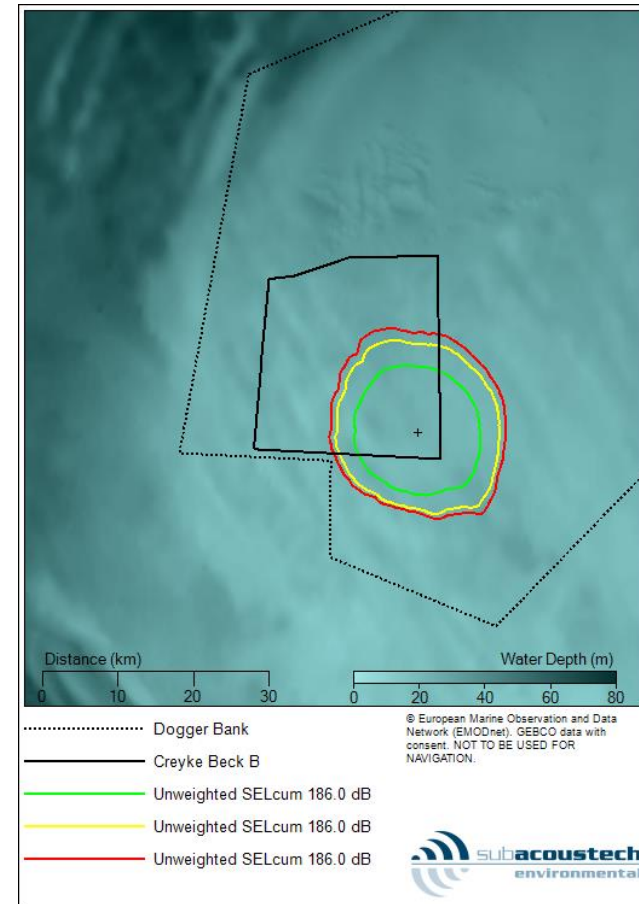 Distance (km)
0 10 20 30
Water Depth (m)
0 20 40 60 80
Dogger Bank
Creyke Beck B
Unweighted SELcum 186.0 dB
Unweighted SELcum 186.0 dB
Unweighted SELcum 186.0 dB
© European Marine Observation and Data
Network (EMODnet). GEBCO data with
consent. NOT TO BE USED FOR
NAVIGATION.
subacoustech
environmental